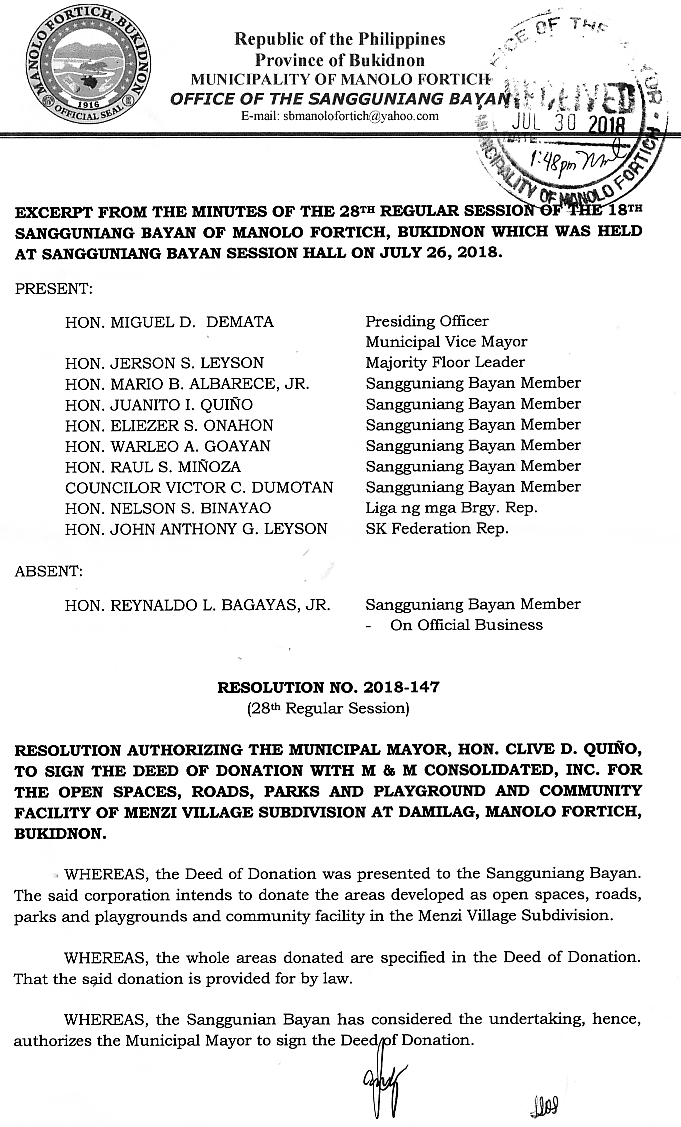 MANOLO FORTICH, BUKIDNON
1916
OFFICIAL SEAL
Republic of the Philippines
Province of Bukidnon
MUNICIPALITY OF MANOLO FORTICH
OFFICE OF THE SANGGUNIANG BAYAN
E-mail: sbmanolofortich@yahoo.com
OFFICE OF THE MAYOR
RECEIVED
JUL 30 2018
DATE:
1:48pm
MUNICIPALITY OF MANOLO FORTICH
EXCERPT FROM THE MINUTES OF THE 28TH REGULAR SESSION OF THE 18TH
SANGGUNIANG BAYAN OF MANOLO FORTICH, BUKIDNON WHICH WAS HELD
AT SANGGUNIANG BAYAN SESSION HALL ON JULY 26, 2018.
PRESENT:
HON. MIGUEL D. DEMATA Presiding Officer
Municipal Vice Mayor
HON. JERSON S. LEYSON Majority Floor Leader
HON. MARIO B. ALBARECE, JR. Sangguniang Bayan Member
HON. JUANITO I. QUIÑO Sangguniang Bayan Member
HON. ELIEZER S. ONAHON Sangguniang Bayan Member
HON. WARLEO A. GOAYAN Sangguniang Bayan Member
HON. RAUL S. MIÑOZA Sangguniang Bayan Member
COUNCILOR VICTOR C. DUMOTAN Sangguniang Bayan Member
HON. NELSON S. BINAYAO Liga ng mga Brgy. Rep.
HON. JOHN ANTHONY G. LEYSON SK Federation Rep.
ABSENT:
HON. REYNALDO L. BAGAYAS, JR. Sangguniang Bayan Member
- On Official Business
RESOLUTION NO. 2018-147
(28th Regular Session)
RESOLUTION AUTHORIZING THE MUNICIPAL MAYOR, HON. CLIVE D. QUIÑO,
TO SIGN THE DEED OF DONATION WITH M & M CONSOLIDATED, INC. FOR
THE OPEN SPACES, ROADS, PARKS AND PLAYGROUND AND COMMUNITY
FACILITY OF MENZI VILLAGE SUBDIVISION AT DAMILAG, MANOLO FORTICH,
BUKIDNON.
WHEREAS, the Deed of Donation was presented to the Sangguniang Bayan.
The said corporation intends to donate the areas developed as open spaces, roads,
parks and playgrounds and community facility in the Menzi Village Subdivision.
WHEREAS, the whole areas donated are specified in the Deed of Donation.
That the said donation is provided for by law.
WHEREAS, the Sanggunian Bayan has considered the undertaking, hence,
authorizes the Municipal Mayor to sign the Deed of Donation.